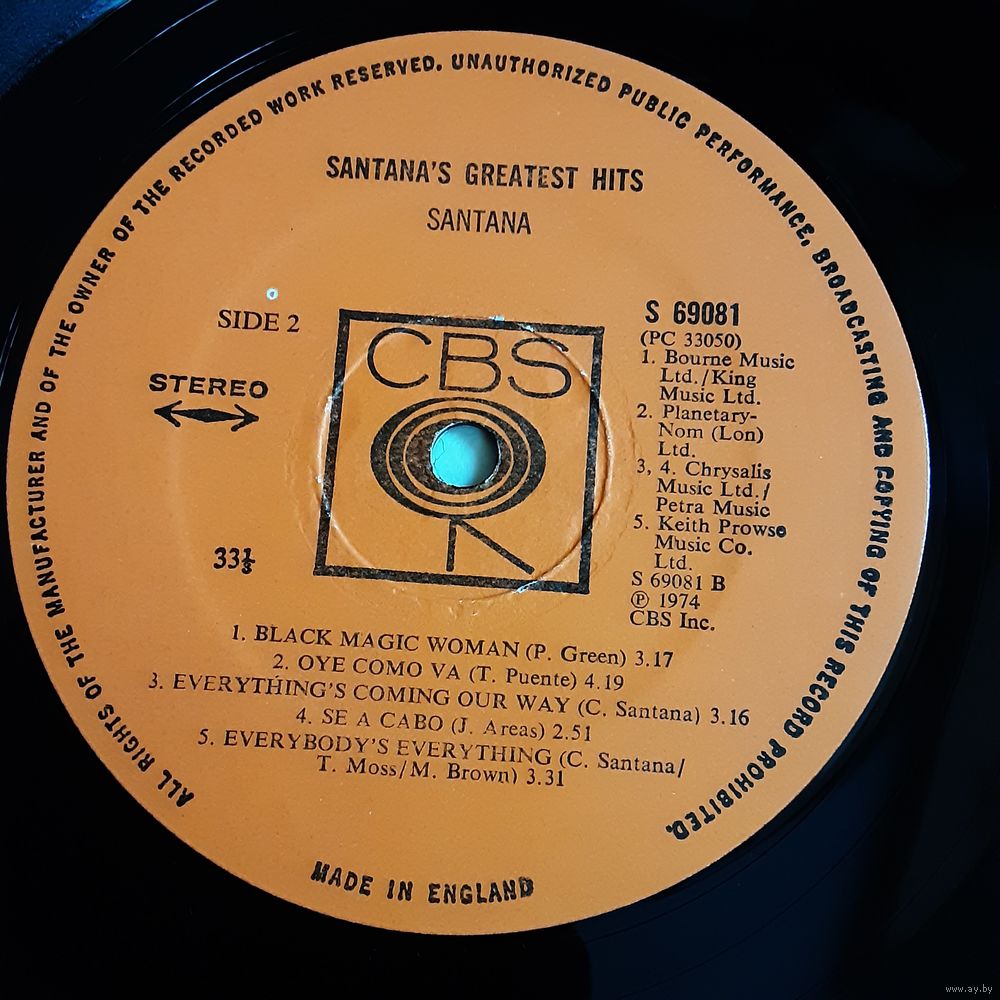 ALL RIGHTS OF THE MANUFACTURER AND OF THE OWNER OF THE RECORDED WORK RESERVED. UNAUTHORIZED PUBLIC PERFORMANCE, BROADCASTING AND COPYING OF THIS RECORD PROHIBITED.
SANTANA'S GREATEST HITS
SANTANA
SIDE 2
STEREO
33⅓
CBS
S 69081
(PC 33050)
1. Bourne Music
Ltd./King
Music Ltd.
2. Planetary-
Nom (Lon)
Ltd.
3, 4. Chrysalis
Music Ltd./
Petra Music
5. Keith Prowse
Music Co.
Ltd.
S 69081 B
Ⓟ 1974
CBS Inc.
1. BLACK MAGIC WOMAN (P. Green) 3.17
2. OYE COMO VA (T. Puente) 4.19
3. EVERYTHING'S COMING OUR WAY (C. Santana) 3.16
4. SE A CABO (J. Areas) 2.51
5. EVERYBODY'S EVERYTHING (C. Santana/
T. Moss/M. Brown) 3.31
MADE IN ENGLAND
www.ay.by